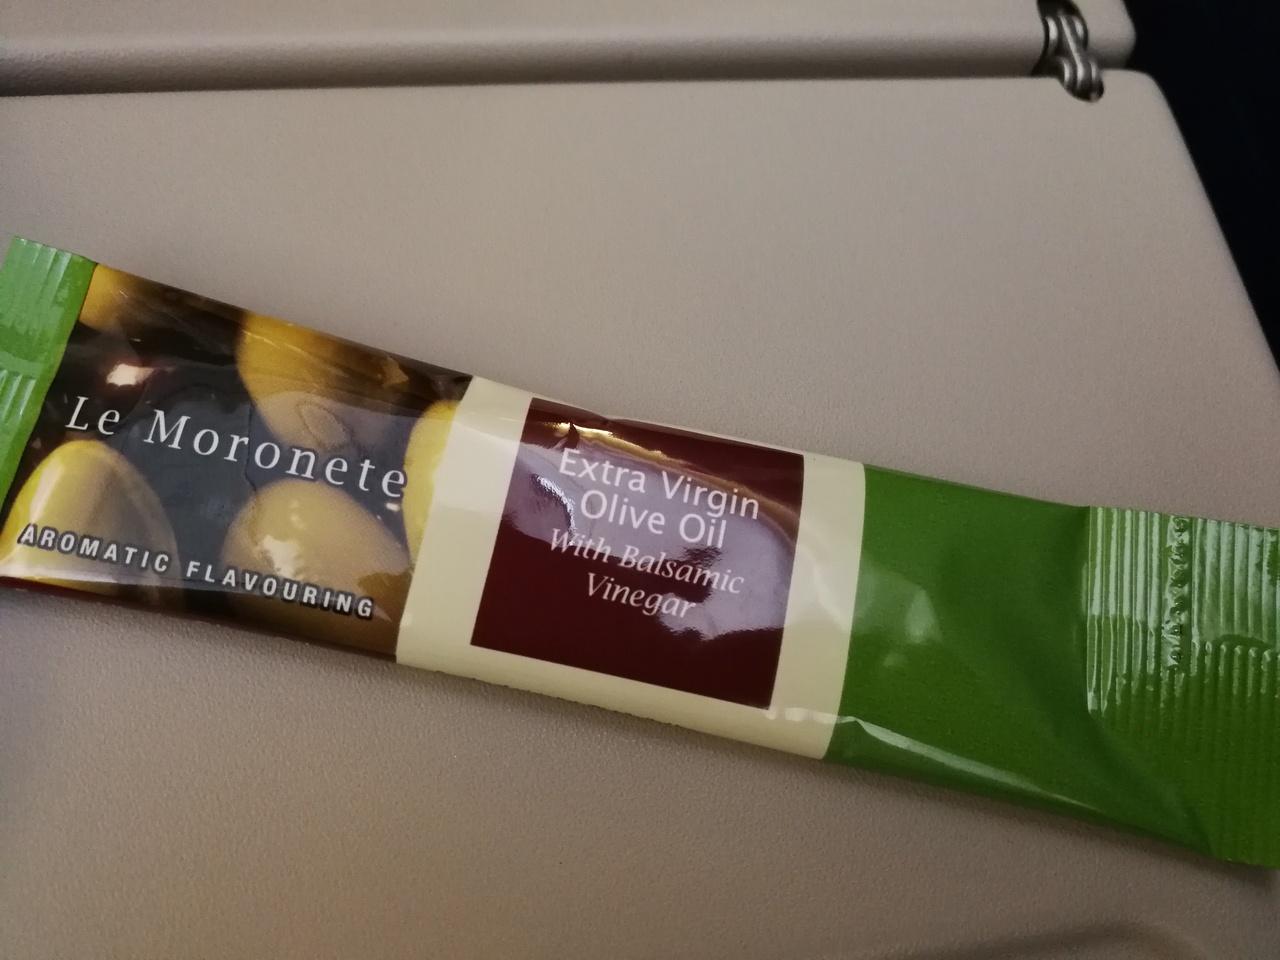 Le Moronete
AROMATIC FLAVOURING
Extra Virgin
Olive Oil
With Balsamic
Vinegar